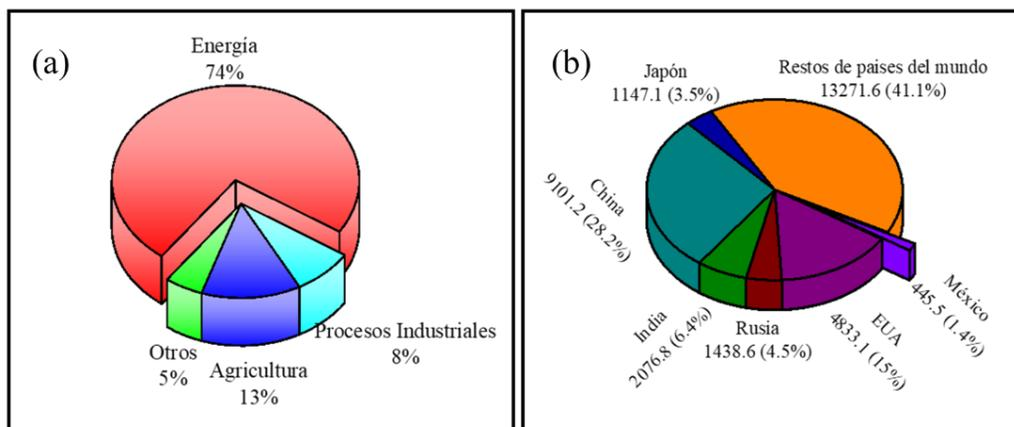 (a)
Energía
74%
Otros
5%
Agricultura
13%
Procesos Industriales
8%
(b)
Japón
1147.1 (3.5%)
Restos de paises del mundo
13271.6 (41.1%)
China
9101.2 (28.2%)
India
2076.8 (6.4%)
Rusia
1438.6 (4.5%)
EUA
4833.1 (15%)
México
445.5 (1.4%)